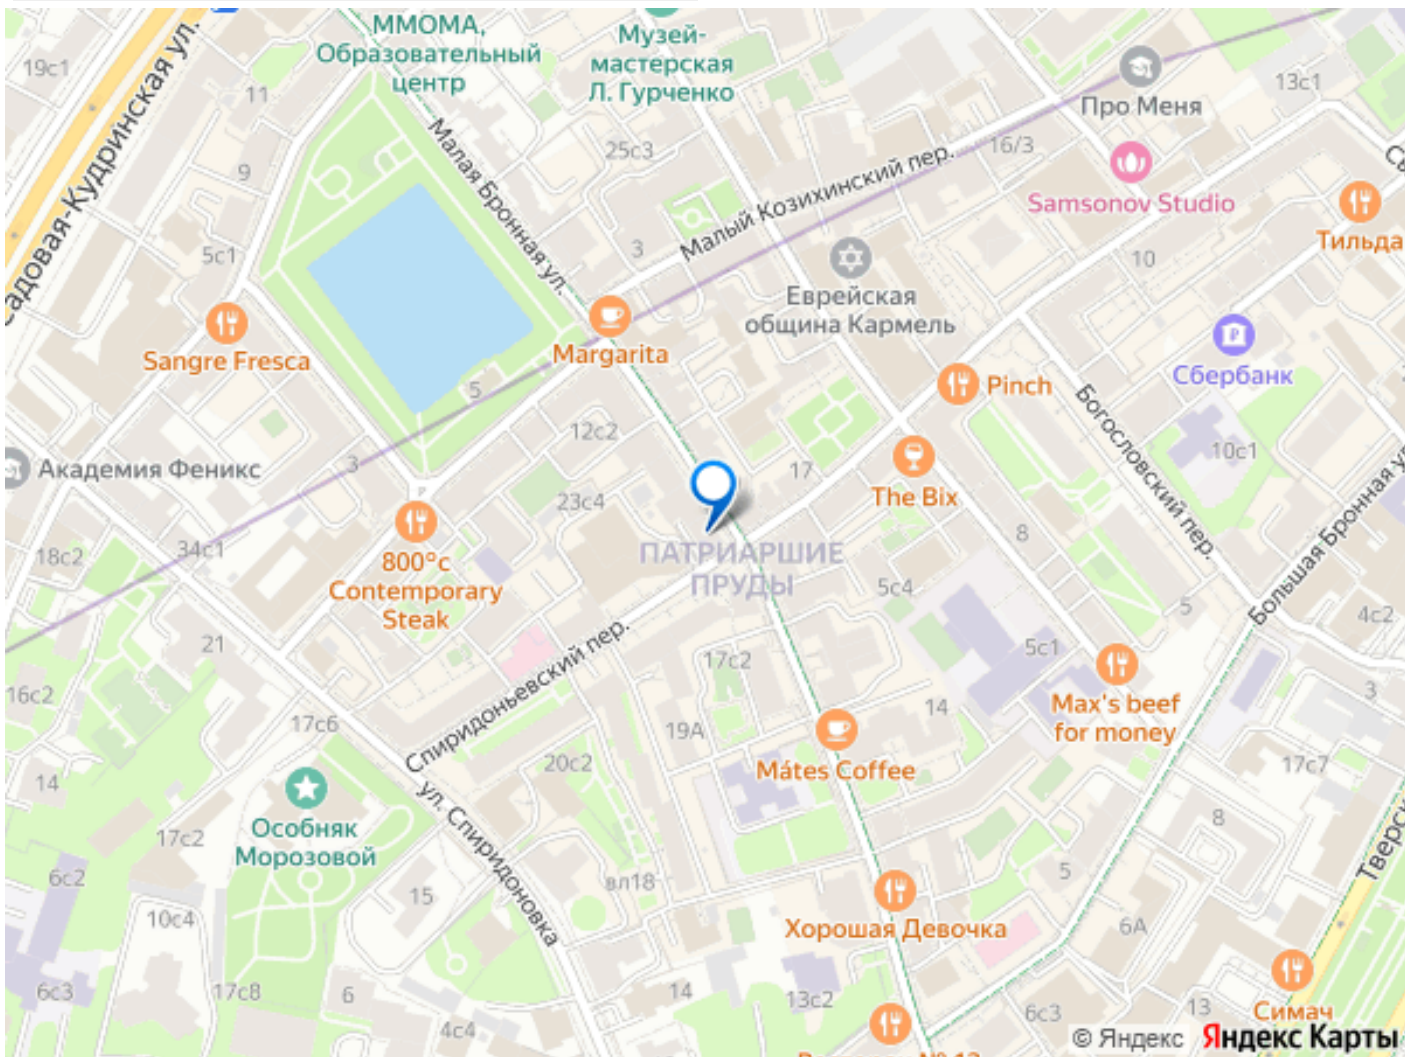 ММОМА,
Образовательный
центр
Музей-
мастерская
Л. Гурченко
19с1
11
9
5с1
Садовая-Кудринская ул.
Малая Бронная ул.
25с3
3
Малый Козихинский пер.
16/3
Про Меня
13с1
Samsonov Studio
Тильда
10
Еврейская
община Кармель
Sangre Fresca
Margarita
5
Сбербанк
Pinch
12с2
Академия Феникс
3
23с4
17
The Bix
Богословский пер.
10с1
Большая Бронная ул.
18с2
34с1
800°с
Contemporary
Steak
ПАТРИАРШИЕ
ПРУДЫ
5с4
8
5
4с2
21
Спиридоньевский пер.
17с2
5с1
16с2
3
Max's beef
for money
17с6
19А
14
14
20с2
Mátes Coffee
17с7
Особняк
Морозовой
ул. Спиридоновка
17с2
8
Тверск
6с2
15
вл18
5
10с4
Хорошая Девочка
6А
6с3
17с8
6
14
13с2
4с4
6с3
13
Симач
© Яндекс Яндекс Карты